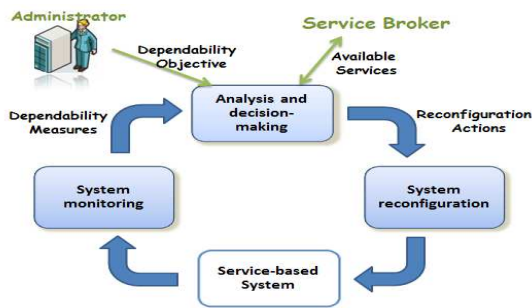 Administrator
Service Broker
Dependability
Objective
Available
Services
Dependability
Measures
Analysis and
decision-
making
Reconfiguration
Actions
System
monitoring
System
reconfiguration
Service-based
System